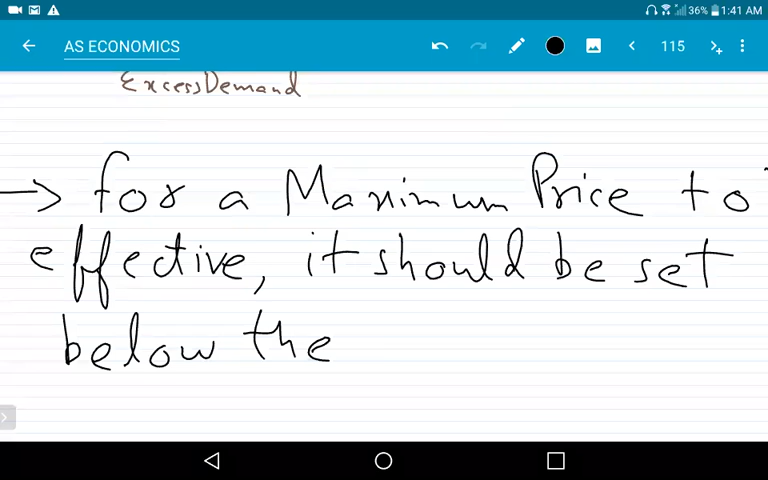 36% 1:41 AM
AS ECONOMICS 115
ExcessDemand
→ for a Maximum Price to
effective, it should be set
below the